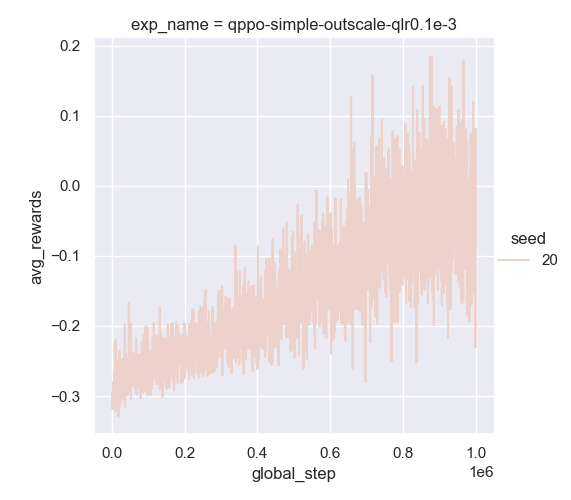 exp_name = qppo-simple-outscale-qlr0.1e-3
0.2
0.1
0.0
−0.1
−0.2
−0.3
avg_rewards
0.0 0.2 0.4 0.6 0.8 1.0
1e6
global_step
seed
20